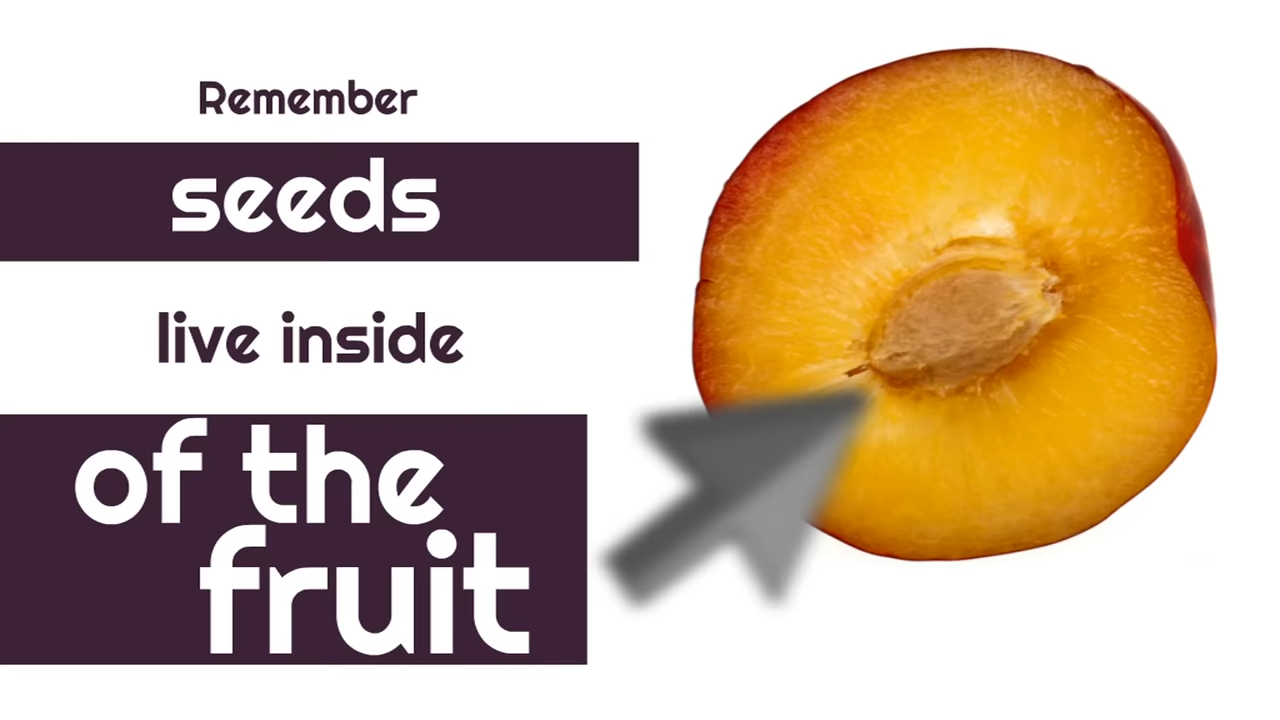 Remember
seeds
live inside
of the
fruit